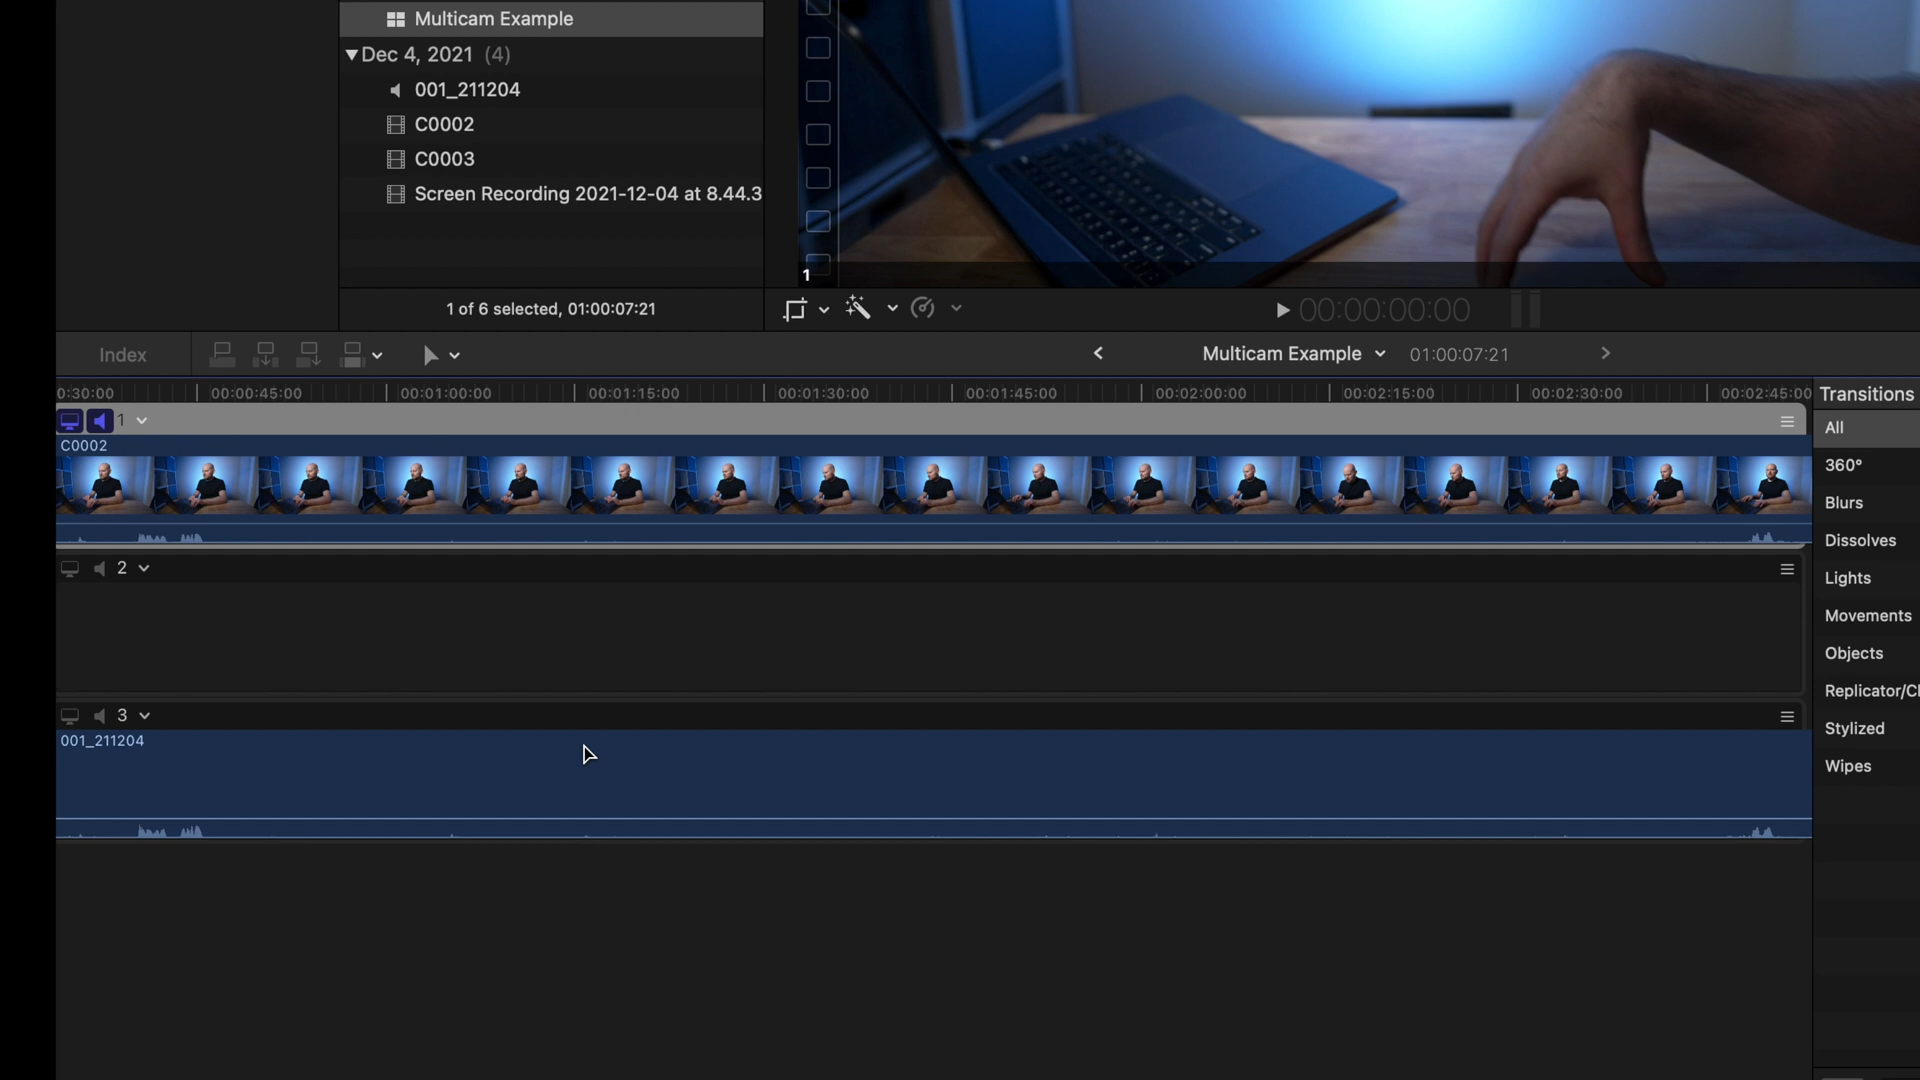 Multicam Example
Dec 4, 2021 (4)
001_211204
C0002
C0003
Screen Recording 2021-12-04 at 8.44.3
1 of 6 selected, 01:00:07:21
1
00:00:00:00
Index
Multicam Example
01:00:07:21
0:30:00
00:00:45:00
00:01:00:00
00:01:15:00
00:01:30:00
00:01:45:00
00:02:00:00
00:02:15:00
00:02:30:00
00:02:45:00
1
C0002
2
3
001_211204
Transitions
All
360°
Blurs
Dissolves
Lights
Movements
Objects
Replicator/Cl
Stylized
Wipes